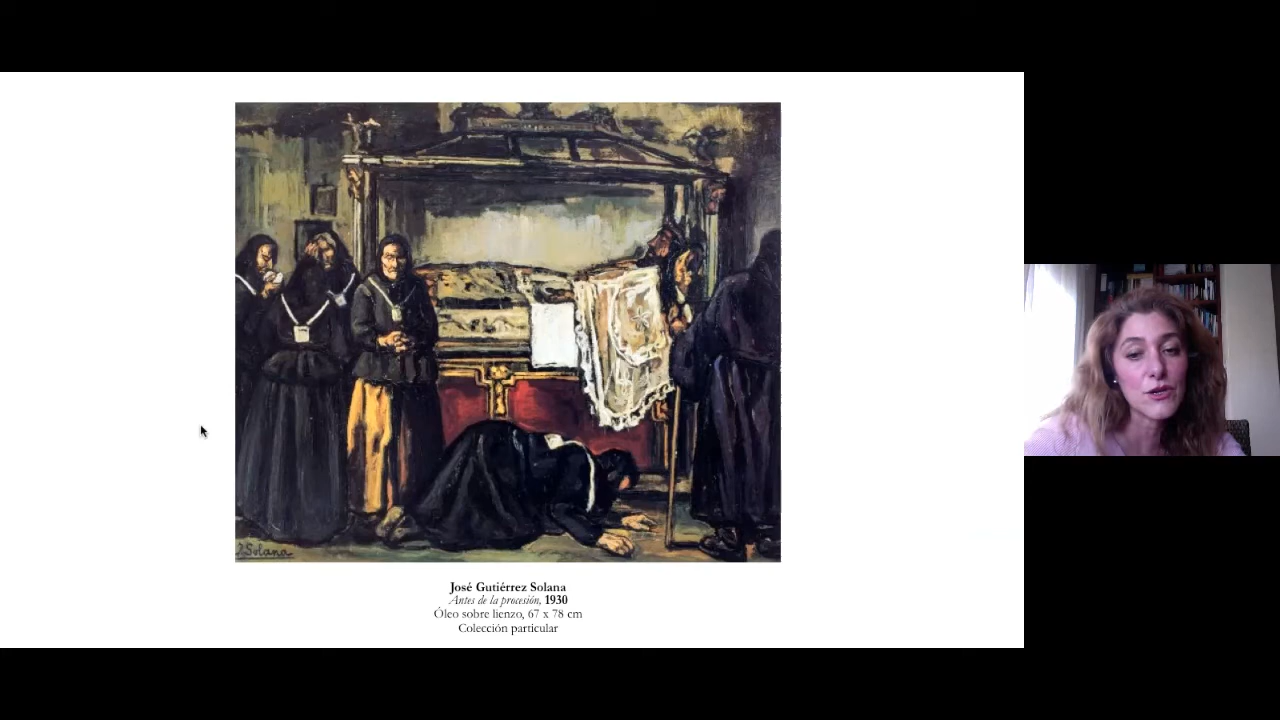 J. Solana
José Gutiérrez Solana
Antes de la procesión, 1930
Óleo sobre lienzo, 67 x 78 cm
Colección particular